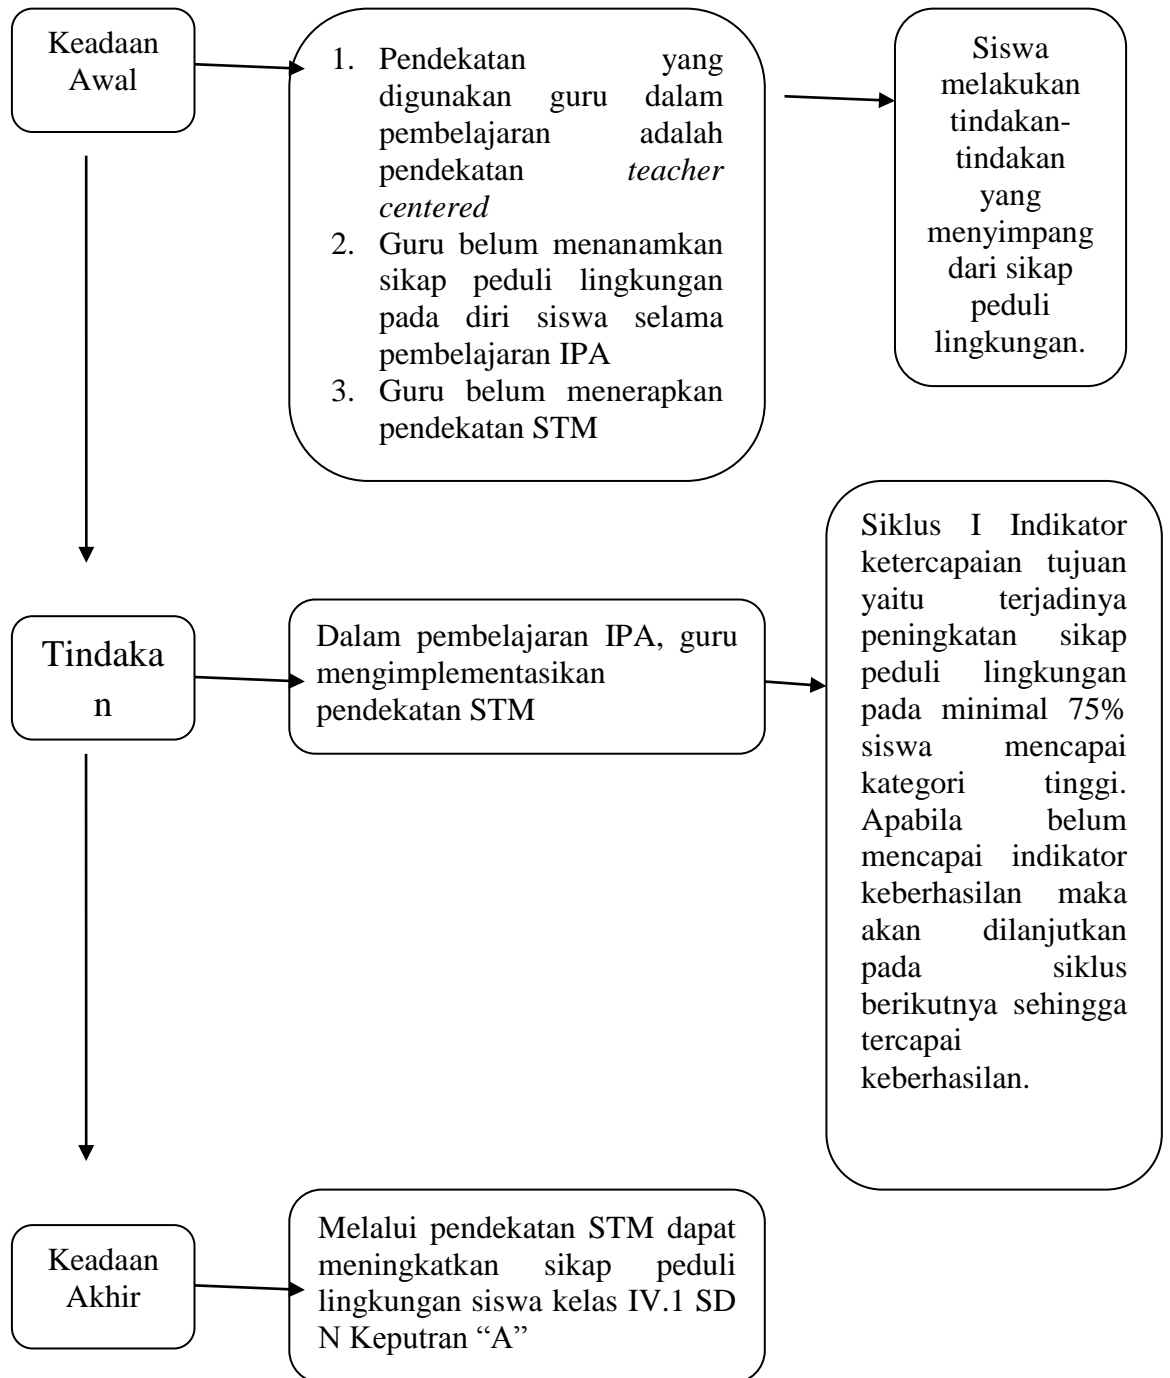 Keadaan
Awal
1. Pendekatan yang
digunakan guru dalam
pembelajaran adalah
pendekatan teacher
centered
2. Guru belum menanamkan
sikap peduli lingkungan
pada diri siswa selama
pembelajaran IPA
3. Guru belum menerapkan
pendekatan STM
Siswa
melakukan
tindakan-
tindakan
yang
menyimpang
dari sikap
peduli
lingkungan.
Tindaka
n
Dalam pembelajaran IPA, guru
mengimplementasikan
pendekatan STM
Siklus I Indikator
ketercapaian tujuan
yaitu terjadinya
peningkatan sikap
peduli lingkungan
pada minimal 75%
siswa mencapai
kategori tinggi.
Apabila belum
mencapai indikator
keberhasilan maka
akan dilanjutkan
pada siklus
berikutnya sehingga
tercapai
keberhasilan.
Keadaan
Akhir
Melalui pendekatan STM dapat
meningkatkan sikap peduli
lingkungan siswa kelas IV.1 SD
N Keputran “A”